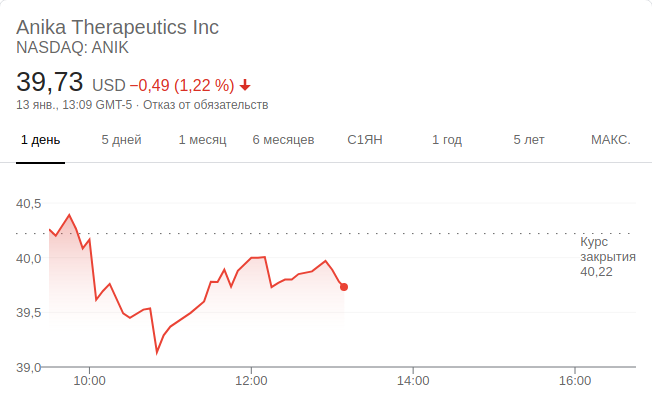 Anika Therapeutics Inc
NASDAQ: ANIK
39,73 USD −0,49 (1,22 %)
13 янв., 13:09 GMT-5 · Отказ от обязательств
1 день 5 дней 1 месяц 6 месяцев С1ЯН 1 год 5 лет МАКС.
40,5
40,0
39,5
39,0
Курс
закрытия
40,22
10:00 12:00 14:00 16:00